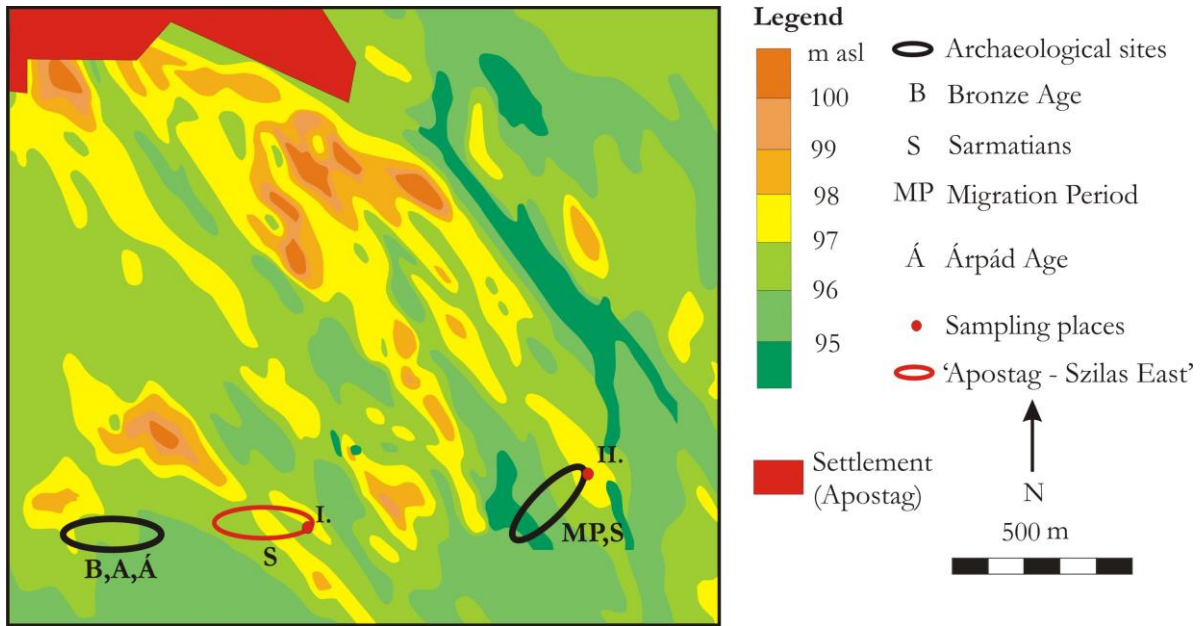 Legend
m asl
100
99
98
97
96
95
Archaeological sites
B Bronze Age
S Sarmatians
MP Migration Period
Á Árpád Age
Sampling places
‘Apostag - Szilas East’
Settlement
(Apostag)
N
500 m
II.
I.
MP,S
S
B,A,Á